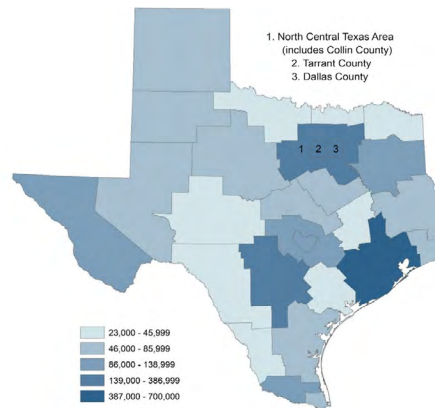 1. North Central Texas Area
(includes Collin County)
2. Tarrant County
3. Dallas County
1 2 3
23,000 - 45,999
46,000 - 85,999
86,000 - 138,999
139,000 - 386,999
387,000 - 700,000